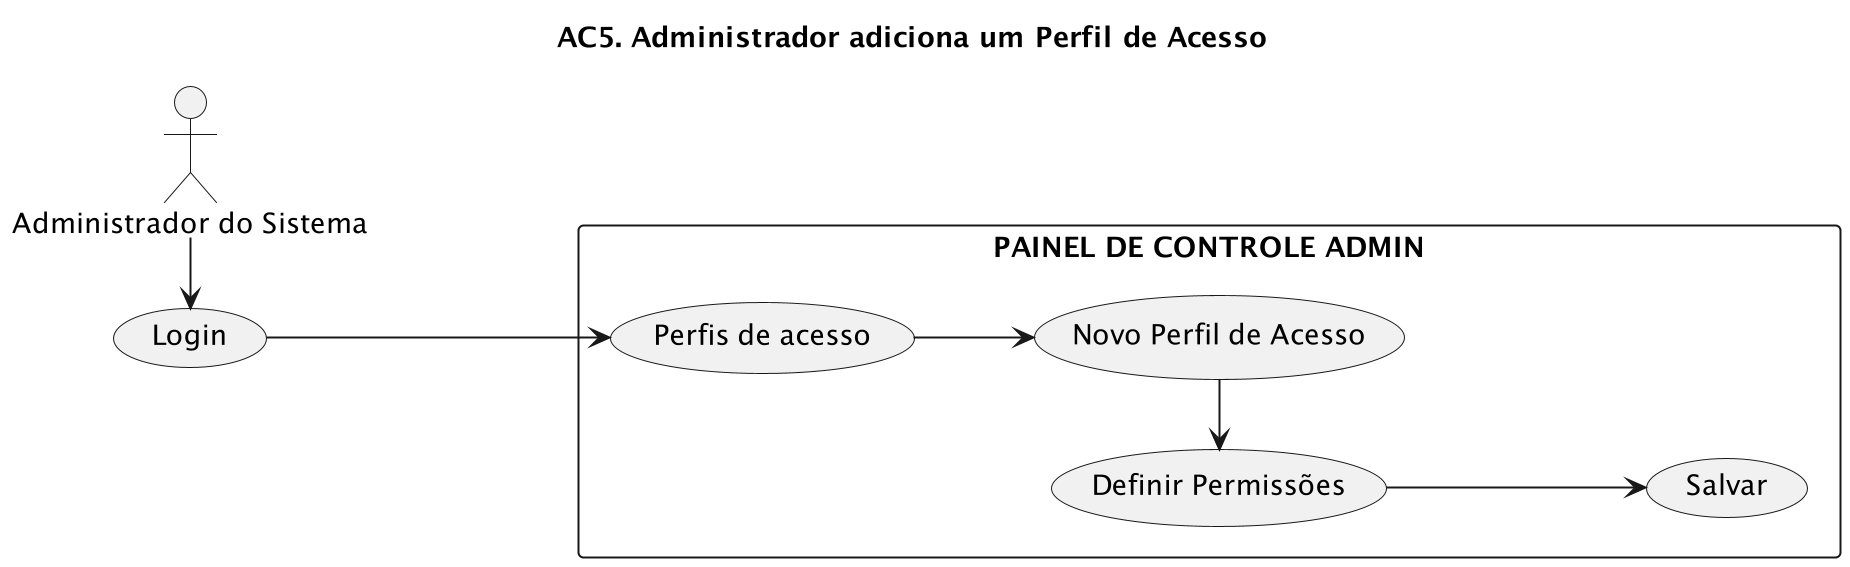 AC5. Administrador adiciona um Perfil de Acesso
Administrador do Sistema
PAINEL DE CONTROLE ADMIN
Login
Perfis de acesso
Novo Perfil de Acesso
Definir Permissões
Salvar